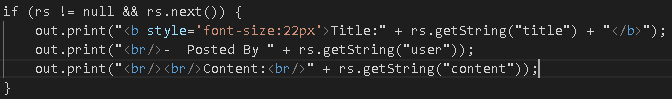 if (rs != null && rs.next()) {
out.print("<b style='font-size:22px'>Title:" + rs.getString("title") + "</b>");
out.print("<br/>-  Posted By " + rs.getString("user"));
out.print("<br/><br/>Content:<br/>" + rs.getString("content"));
}